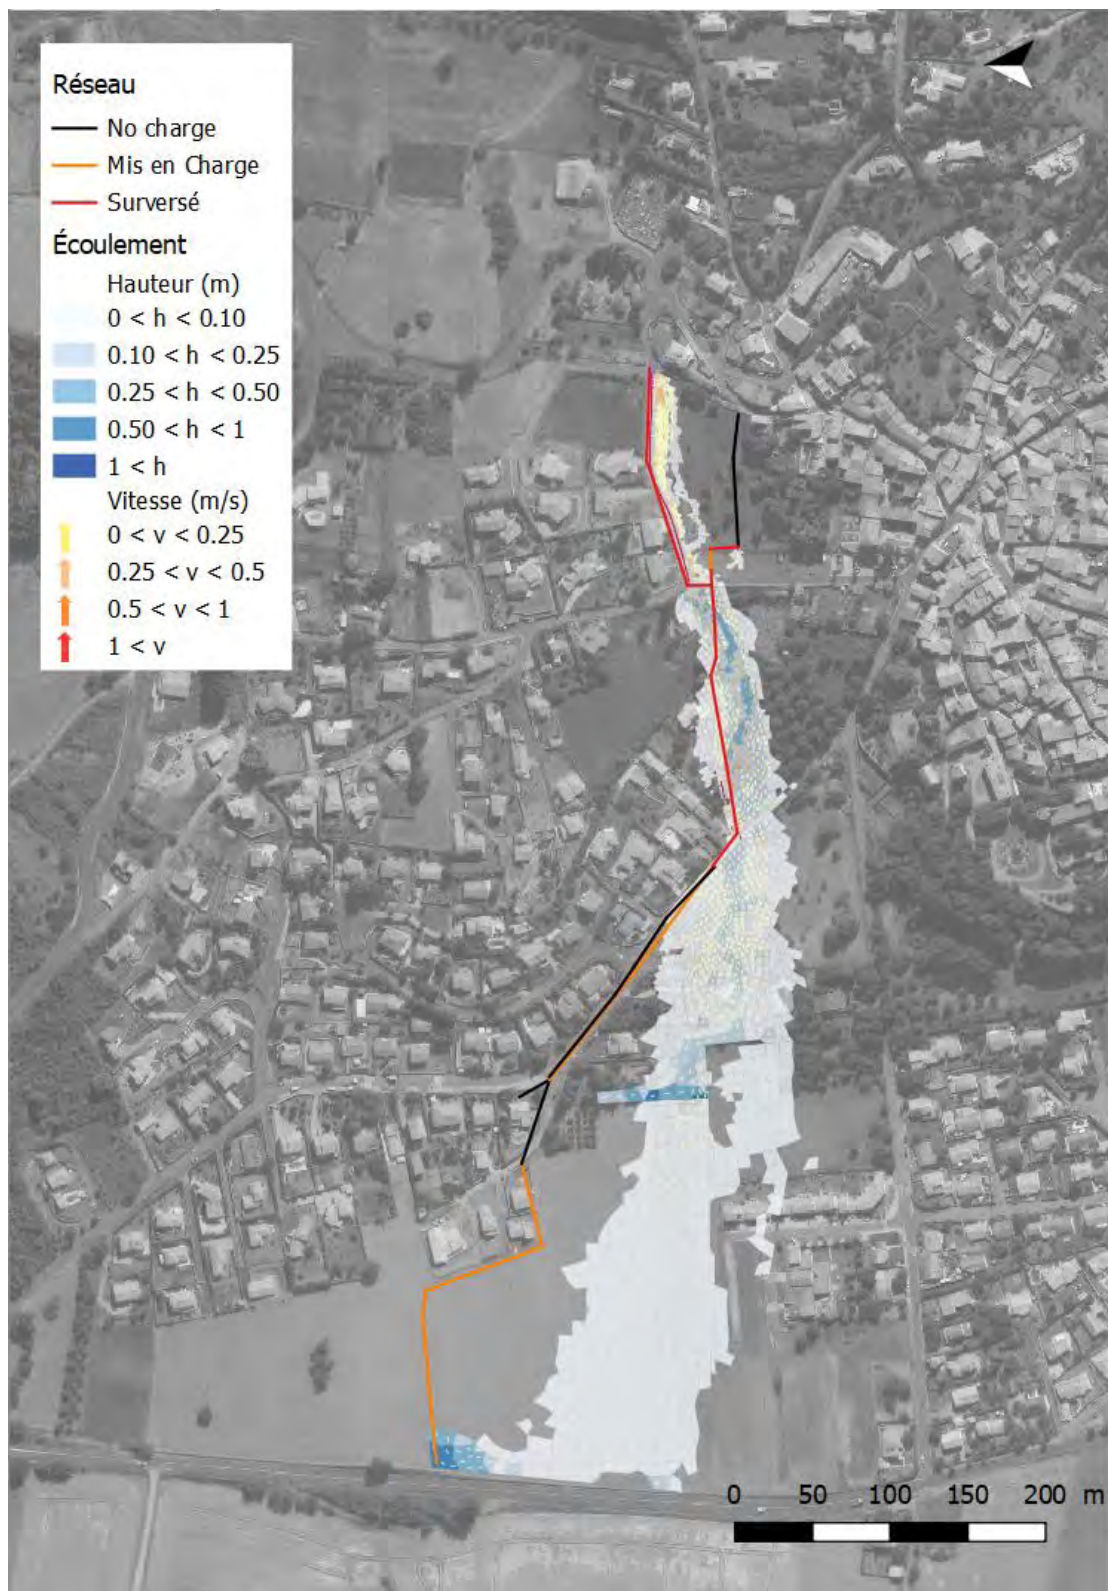 Réseau
No charge
Mis en Charge
Surversé
Écoulement
Hauteur (m)
0 < h < 0.10
0.10 < h < 0.25
0.25 < h < 0.50
0.50 < h < 1
1 < h
Vitesse (m/s)
0 < v < 0.25
0.25 < v < 0.5
0.5 < v < 1
1 < v
0 50 100 150 200 m